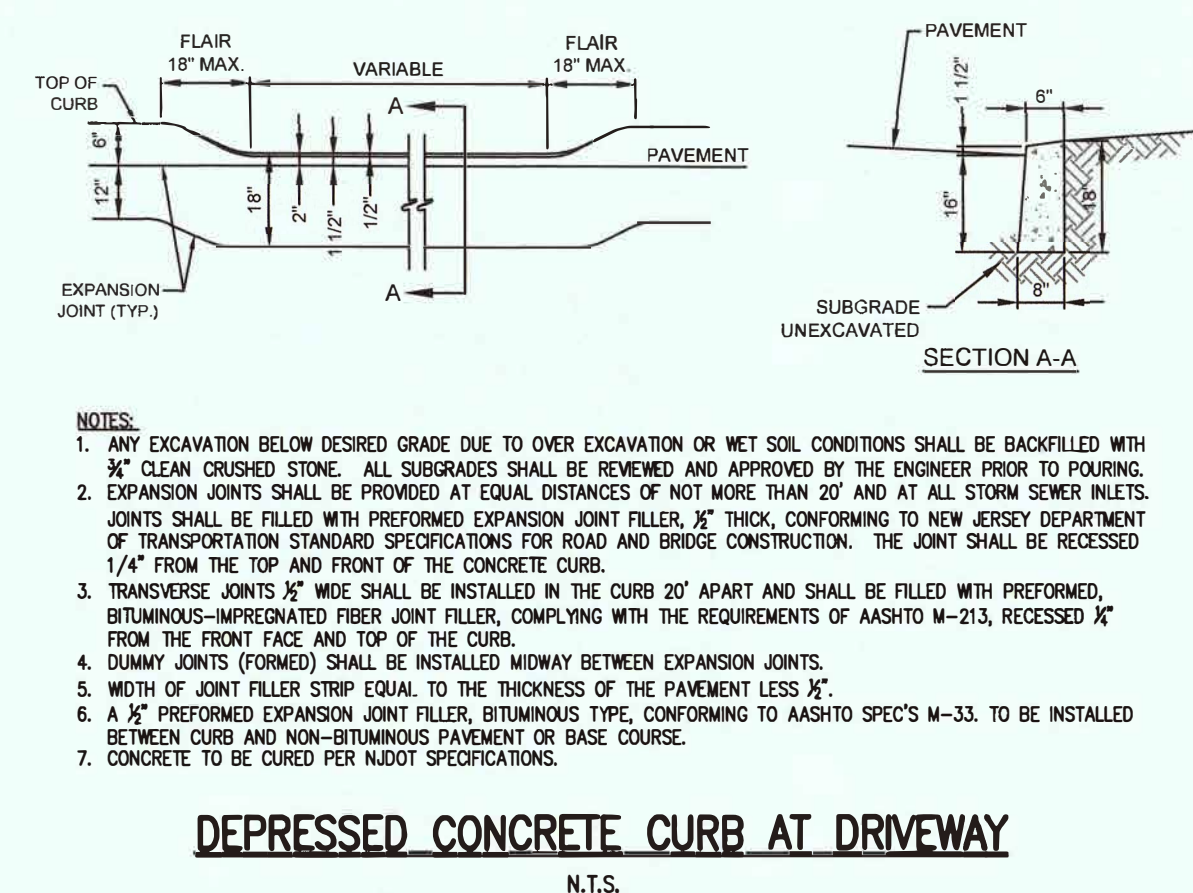 FLAIR
18" MAX.
VARIABLE
FLAIR
18" MAX.
TOP OF
CURB
A
6"
PAVEMENT
12"
18"
2"
1 1/2"
1/2"
A
EXPANSION
JOINT (TYP.)
PAVEMENT
1 1/2"
6"
16"
18"
8"
SUBGRADE
UNEXCAVATED
SECTION A-A
NOTES:
1. ANY EXCAVATION BELOW DESIRED GRADE DUE TO OVER EXCAVATION OR WET SOIL CONDITIONS SHALL BE BACKFILLED WITH
¾" CLEAN CRUSHED STONE. ALL SUBGRADES SHALL BE REVIEWED AND APPROVED BY THE ENGINEER PRIOR TO POURING.
2. EXPANSION JOINTS SHALL BE PROVIDED AT EQUAL DISTANCES OF NOT MORE THAN 20' AND AT ALL STORM SEWER INLETS.
JOINTS SHALL BE FILLED WITH PREFORMED EXPANSION JOINT FILLER, ½" THICK, CONFORMING TO NEW JERSEY DEPARTMENT
OF TRANSPORTATION STANDARD SPECIFICATIONS FOR ROAD AND BRIDGE CONSTRUCTION. THE JOINT SHALL BE RECESSED
1/4" FROM THE TOP AND FRONT OF THE CONCRETE CURB.
3. TRANSVERSE JOINTS ½" WIDE SHALL BE INSTALLED IN THE CURB 20' APART AND SHALL BE FILLED WITH PREFORMED,
BITUMINOUS-IMPREGNATED FIBER JOINT FILLER, COMPLYING WITH THE REQUIREMENTS OF AASHTO M-213, RECESSED ¼"
FROM THE FRONT FACE AND TOP OF THE CURB.
4. DUMMY JOINTS (FORMED) SHALL BE INSTALLED MIDWAY BETWEEN EXPANSION JOINTS.
5. WIDTH OF JOINT FILLER STRIP EQUAL TO THE THICKNESS OF THE PAVEMENT LESS ½".
6. A ½" PREFORMED EXPANSION JOINT FILLER, BITUMINOUS TYPE, CONFORMING TO AASHTO SPEC'S M-33. TO BE INSTALLED
BETWEEN CURB AND NON-BITUMINOUS PAVEMENT OR BASE COURSE.
7. CONCRETE TO BE CURED PER NJDOT SPECIFICATIONS.
DEPRESSED CONCRETE CURB AT DRIVEWAY
N.T.S.